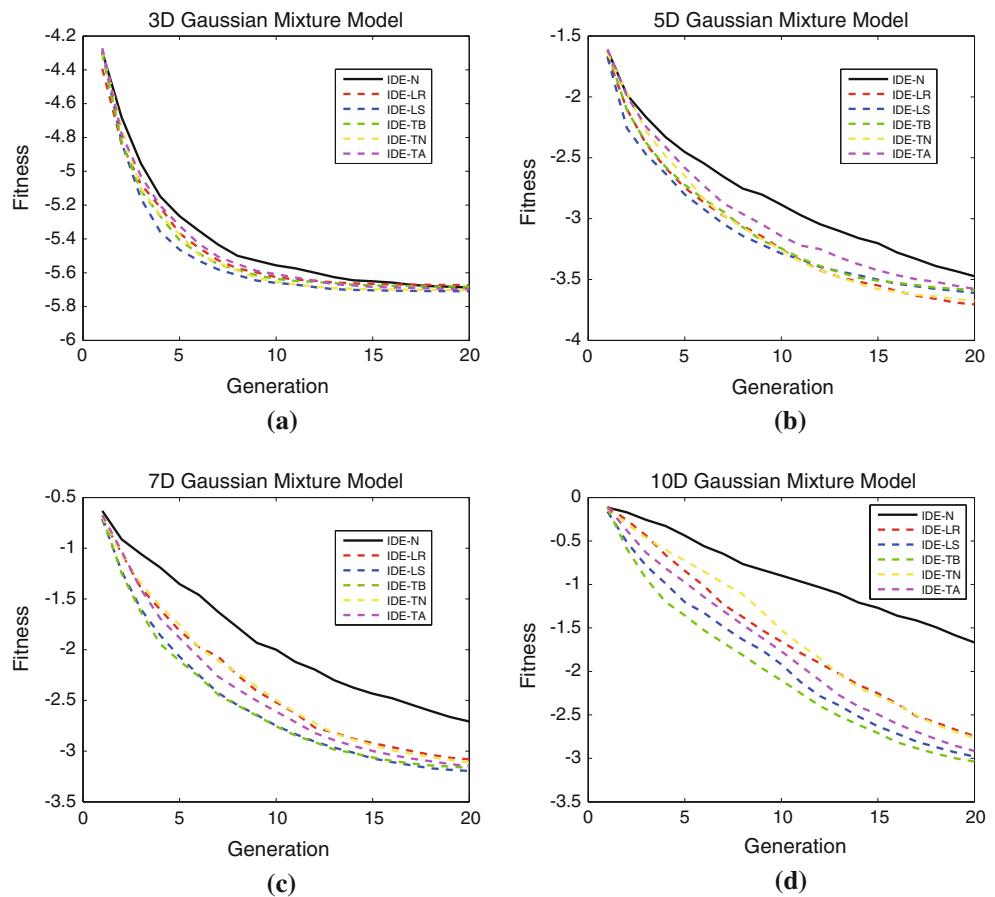 3D Gaussian Mixture Model
-4.2
-4.4
-4.6
-4.8
-5
-5.2
-5.4
-5.6
-5.8
-6
0
5
10
15
20
Fitness
Generation
IDE-N
IDE-LR
IDE-LS
IDE-TB
IDE-TN
IDE-TA
(a)
5D Gaussian Mixture Model
-1.5
-2
-2.5
-3
-3.5
-4
0
5
10
15
20
Fitness
Generation
IDE-N
IDE-LR
IDE-LS
IDE-TB
IDE-TN
IDE-TA
(b)
7D Gaussian Mixture Model
-0.5
-1
-1.5
-2
-2.5
-3
-3.5
0
5
10
15
20
Fitness
Generation
IDE-N
IDE-LR
IDE-LS
IDE-TB
IDE-TN
IDE-TA
(c)
10D Gaussian Mixture Model
0
-0.5
-1
-1.5
-2
-2.5
-3
-3.5
0
5
10
15
20
Fitness
Generation
IDE-N
IDE-LR
IDE-LS
IDE-TB
IDE-TN
IDE-TA
(d)